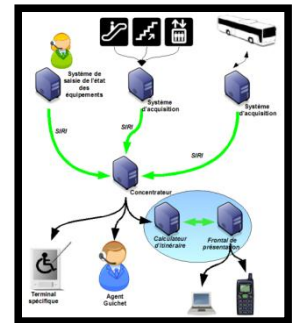 Système
de saisie de l'état
des
équipements
Système
d'acquisition
Système
d'acquisition
SIRI
SIRI
SIRI
Concentrateur
Calculateur
d'itinéraire
Frontal de
présentation
Terminal
spécifique
Agent
Guichet